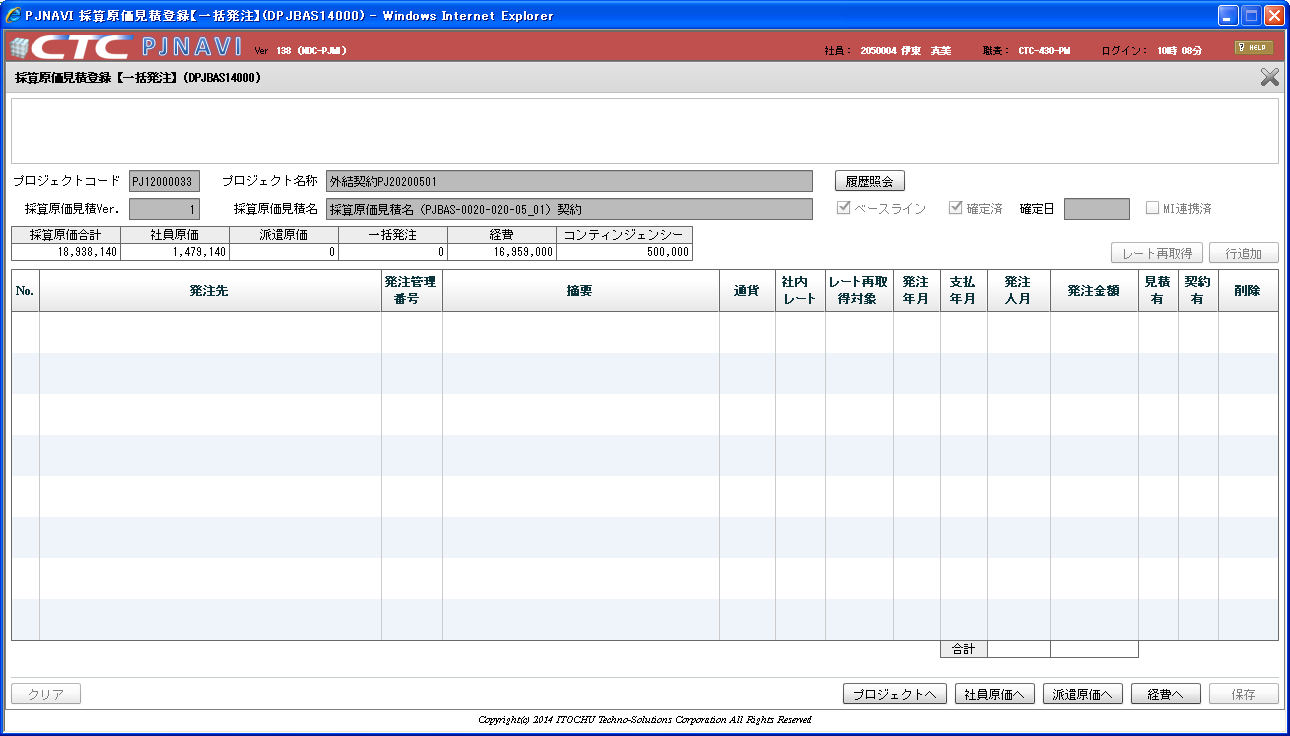 PJNAVI 採算原価見積登録【一括発注】(DPJBAS14000) - Windows Internet Explorer
CTC PJNAVI Ver 138 (NDC-PJMI) 社員： 2050004 伊東 真美 職責： CTC-430-PM ログイン： 10時 08分 ? HELP
採算原価見積登録【一括発注】(DPJBAS14000)
プロジェクトコード PJ12000033 プロジェクト名称 外結契約PJ20200501 履歴照会
採算原価見積Ver. 1 採算原価見積名 採算原価見積名（PJBAS-0020-020-05_01）契約 ベースライン 確定済 確定日 MI連携済
採算原価合計 社員原価 派遣原価 一括発注 経費 コンティンジェンシー
18,938,140 1,479,140 0 0 16,959,000 500,000
レート再取得 行追加
No. 発注先 発注管理番号 摘要 通貨 社内レート レート再取得対象 発注年月 支払年月 発注人月 発注金額 見積有 契約有 削除
合計
クリア プロジェクトへ 社員原価へ 派遣原価へ 経費へ 保存
Copyright(c) 2014 ITOCHU Techno-Solutions Corporation All Rights Reserved